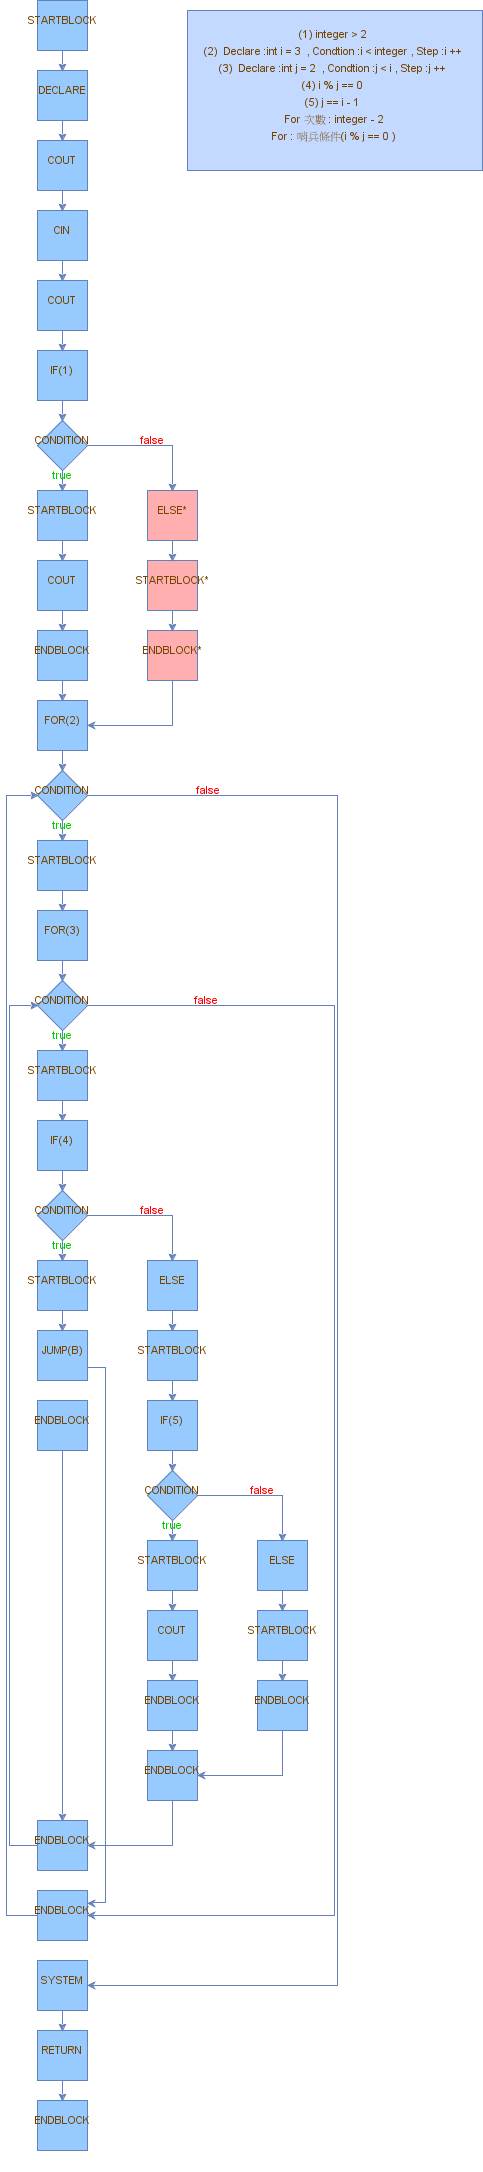 STARTBLOCK
(1) integer > 2
(2) Declare :int i = 3 , Condtion :i < integer , Step :i ++
(3) Declare :int j = 2 , Condtion :j < i , Step :j ++
(4) i % j == 0
(5) j == i - 1
For 次數 : integer - 2
For : 哨兵條件(i % j == 0 )
DECLARE
COUT
CIN
COUT
IF(1)
CONDITION false
true
STARTBLOCK ELSE*
COUT STARTBLOCK*
ENDBLOCK ENDBLOCK*
FOR(2)
CONDITION false
true
STARTBLOCK
FOR(3)
CONDITION false
true
STARTBLOCK
IF(4)
CONDITION false
true
STARTBLOCK ELSE
JUMP(B) STARTBLOCK
ENDBLOCK IF(5)
CONDITION false
true
STARTBLOCK ELSE
COUT STARTBLOCK
ENDBLOCK ENDBLOCK
ENDBLOCK
ENDBLOCK
ENDBLOCK
SYSTEM
RETURN
ENDBLOCK